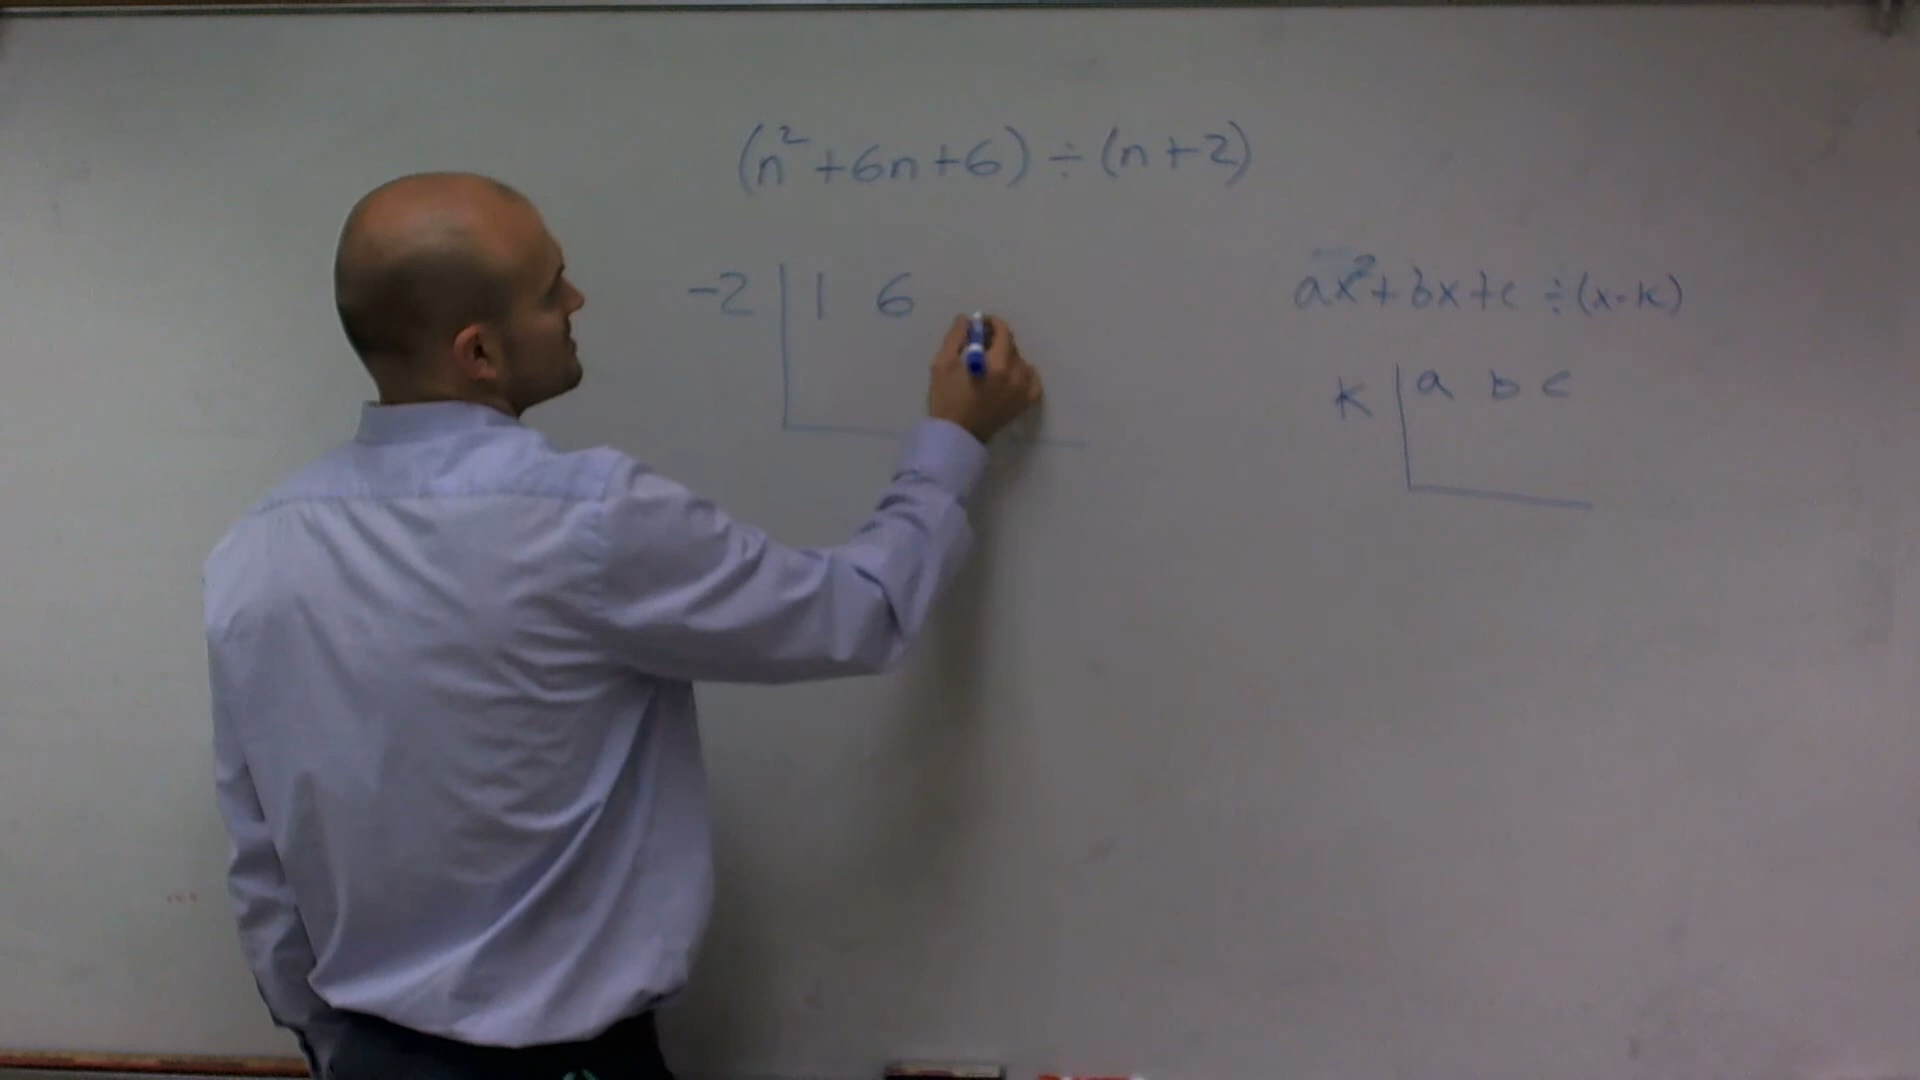 (n²+6n+6)÷(n+2)
-2 | 1 6
ax²+bx+c ÷(x-k)
k | a b c